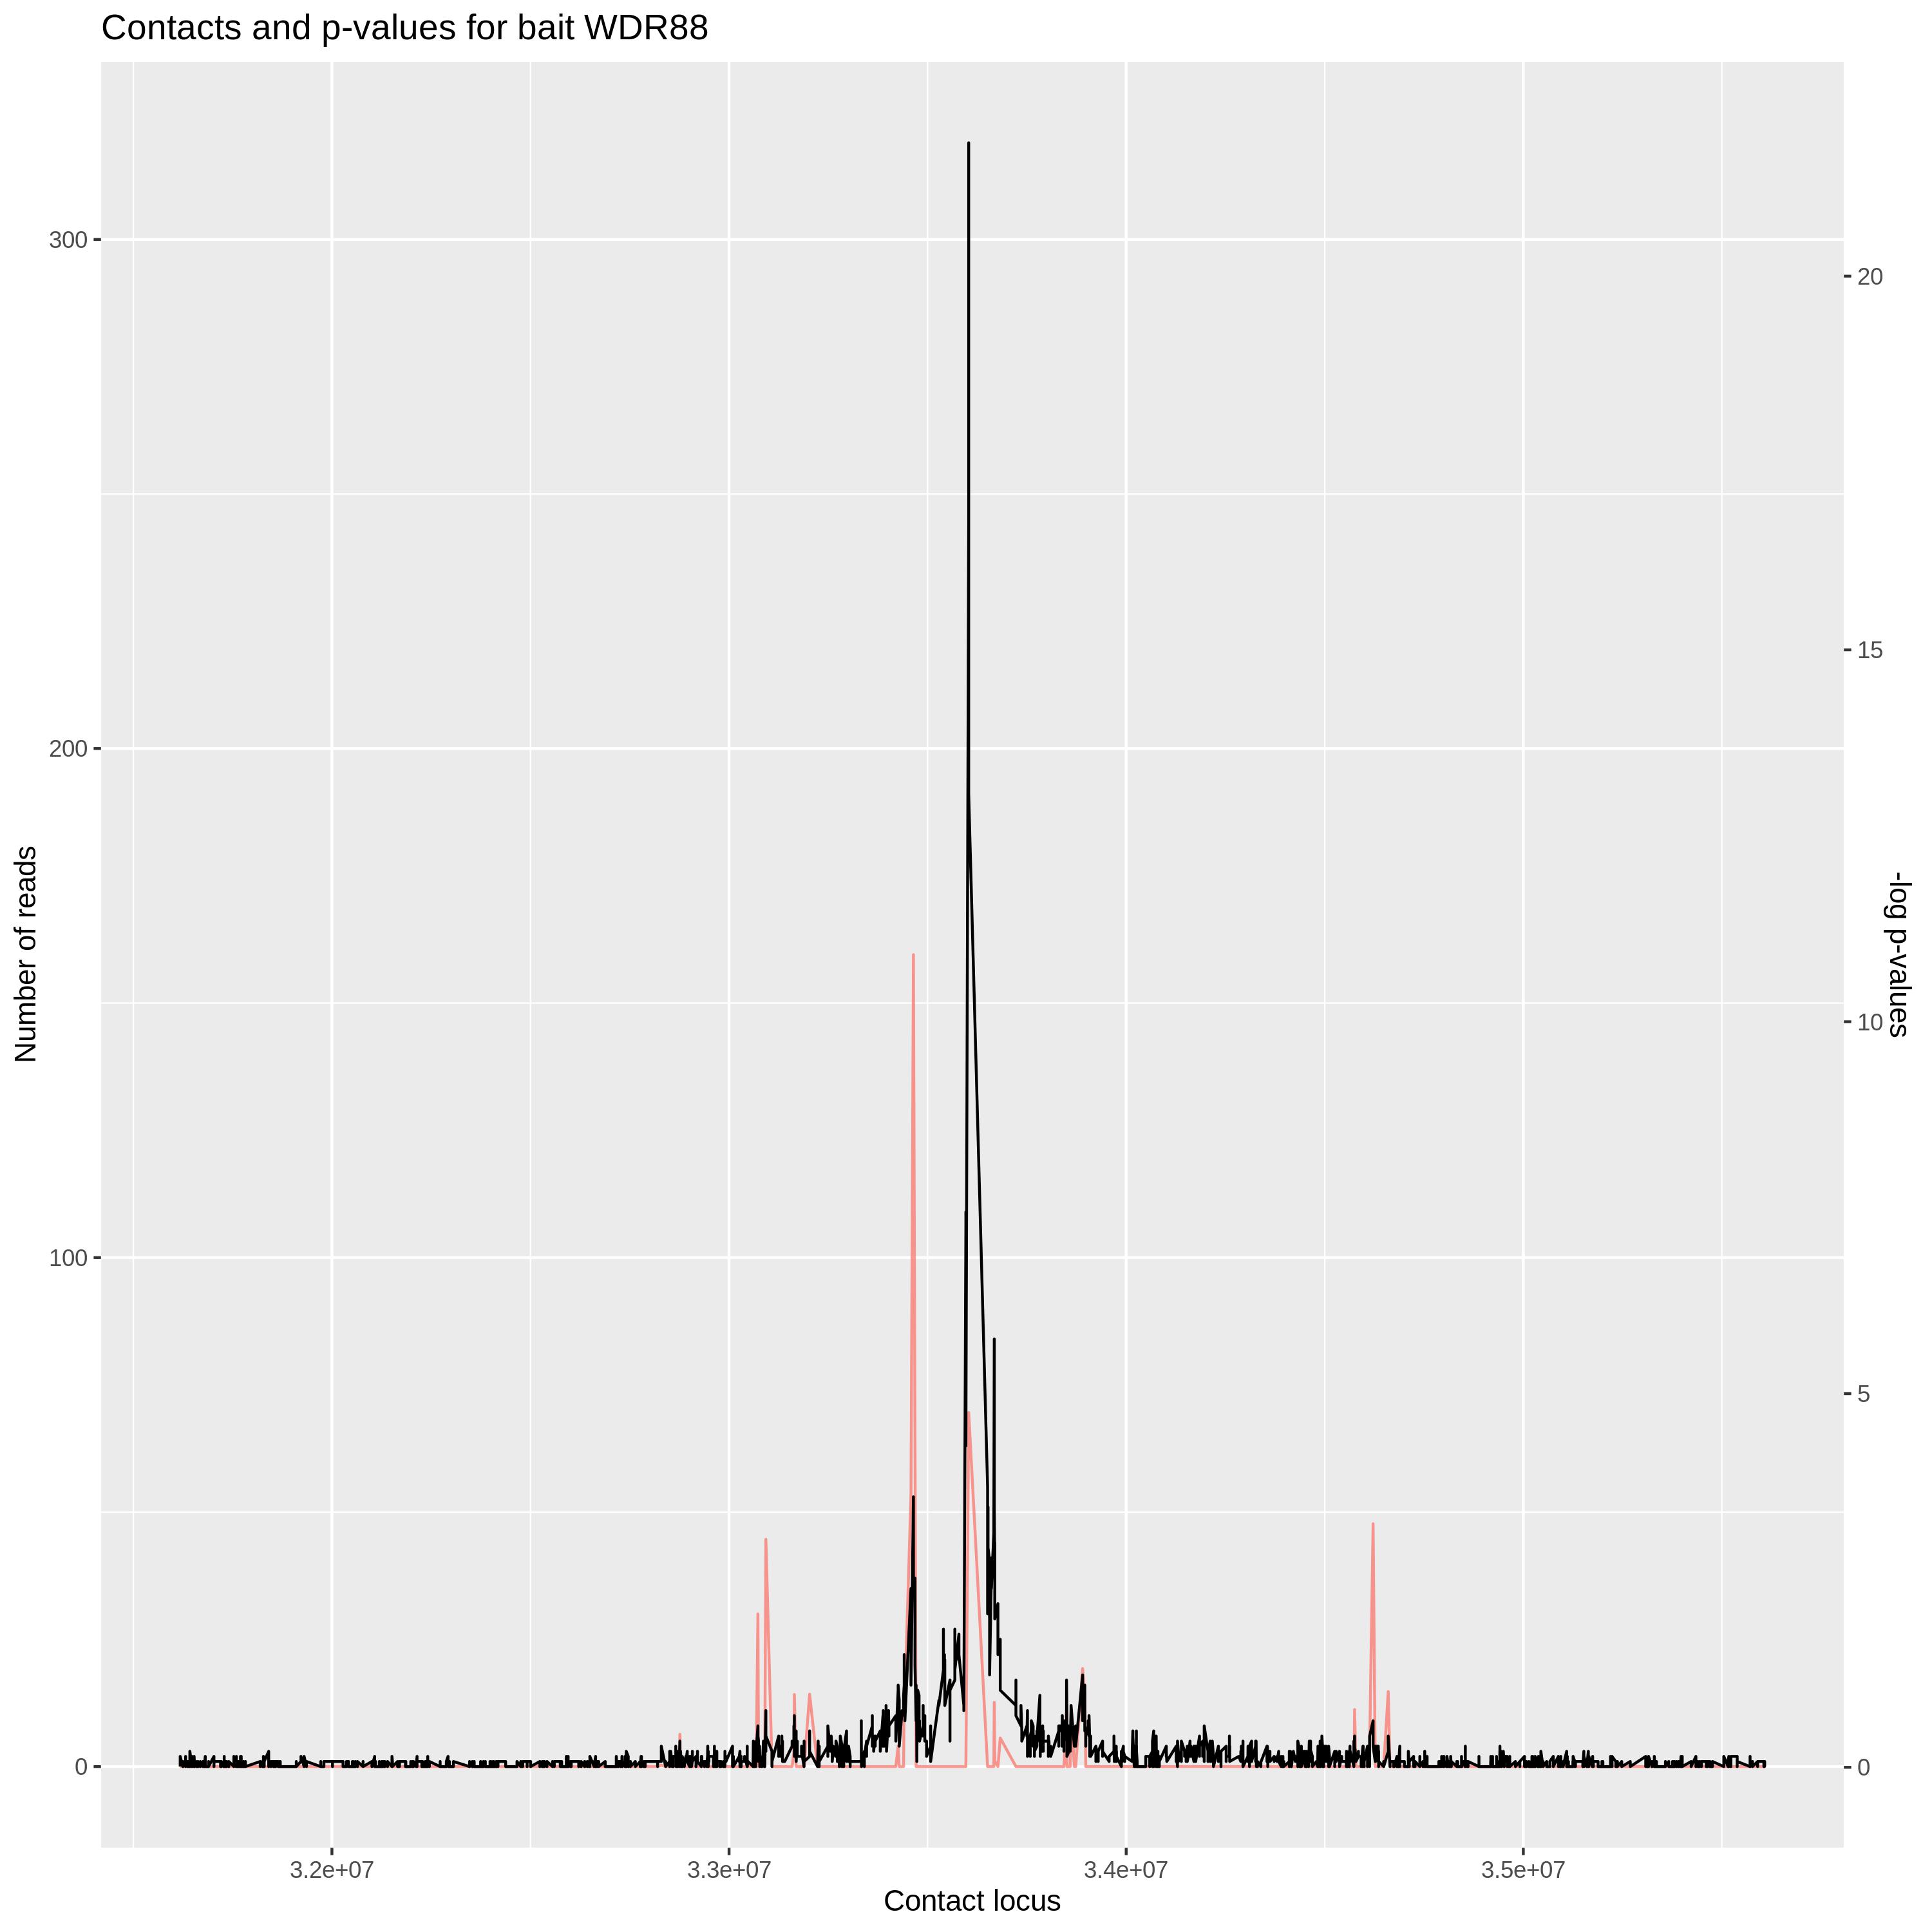 Contacts and p-values for bait WDR88
300
200
100
0
Number of reads
20
15
10
5
0
-log p-values
3.2e+07 3.3e+07 3.4e+07 3.5e+07
Contact locus